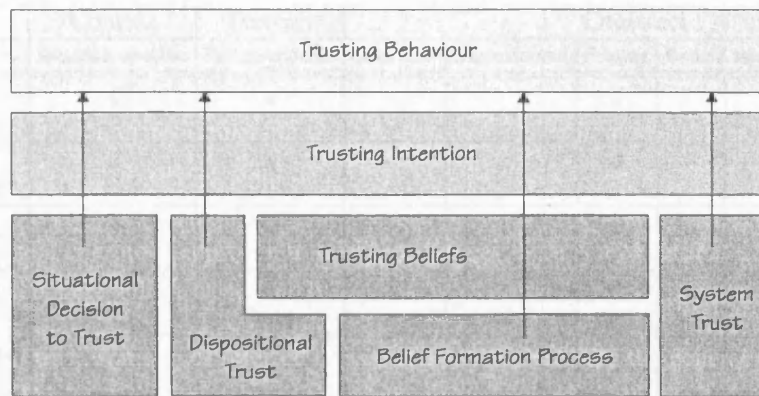 Trusting Behaviour
Trusting Intention
Trusting Beliefs
Situational
Decision
to Trust
Dispositional
Trust
Belief Formation Process
System
Trust